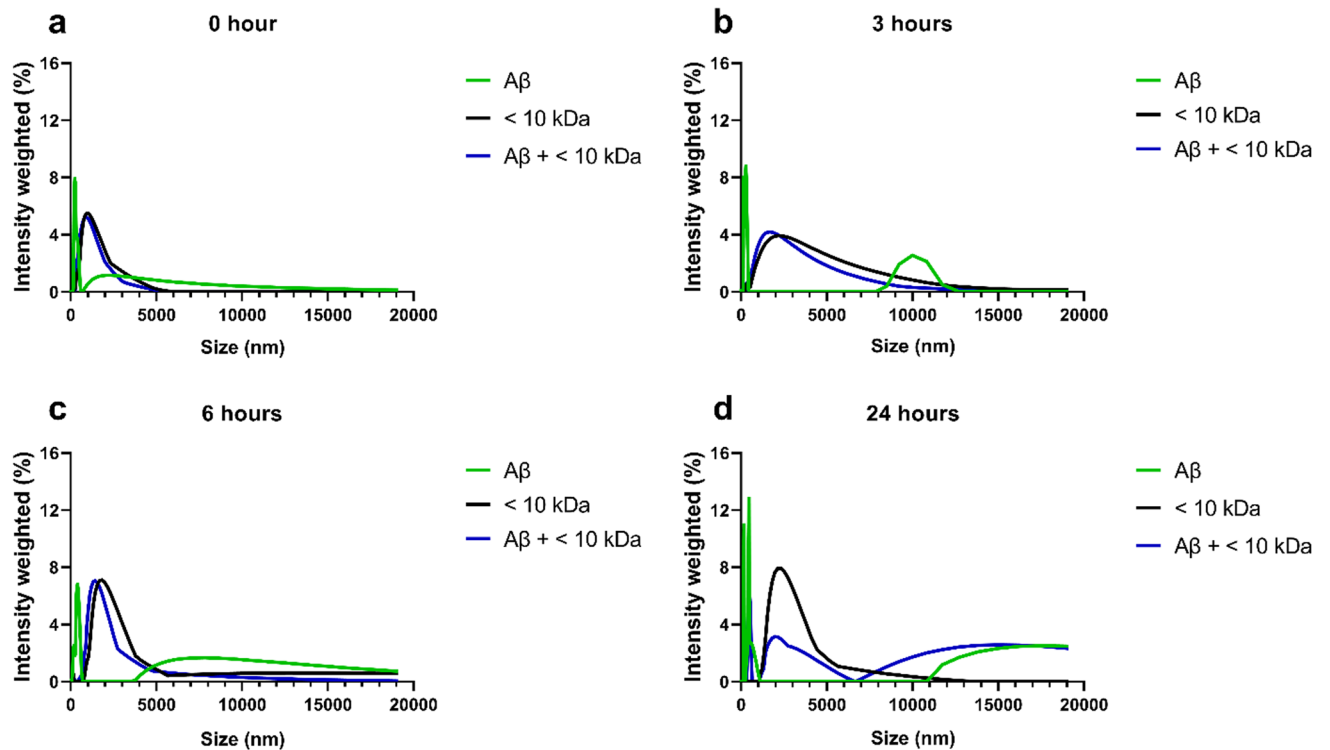 a 0 hour
Intensity weighted (%)
16
12
8
4
0
0 5000 10000 15000 20000
Size (nm)
Aβ
< 10 kDa
Aβ + < 10 kDa
b 3 hours
Intensity weighted (%)
16
12
8
4
0
0 5000 10000 15000 20000
Size (nm)
Aβ
< 10 kDa
Aβ + < 10 kDa
c 6 hours
Intensity weighted (%)
16
12
8
4
0
0 5000 10000 15000 20000
Size (nm)
Aβ
< 10 kDa
Aβ + < 10 kDa
d 24 hours
Intensity weighted (%)
16
12
8
4
0
0 5000 10000 15000 20000
Size (nm)
Aβ
< 10 kDa
Aβ + < 10 kDa